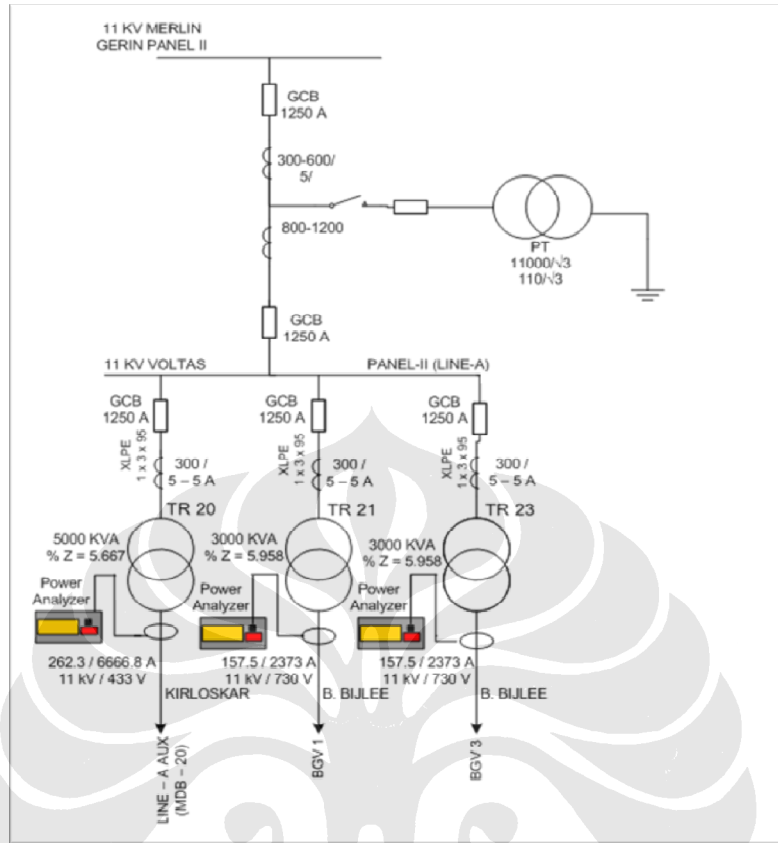 11 KV MERLIN
GERIN PANEL II
GCB
1250 A
300-600/
5/
800-1200
PT
11000/√3
110/√3
GCB
1250 A
11 KV VOLTAS
PANEL-II (LINE-A)
GCB
1250 A
XLPE
1 x 3 x 95
300 /
5 – 5 A
TR 20
5000 KVA
% Z = 5.667
Power
Analyzer
262.3 / 6666.8 A
11 kV / 433 V
KIRLOSKAR
LINE – A AUX
(MDB – 20)
GCB
1250 A
XLPE
1 x 3 x 95
300 /
5 – 5 A
TR 21
3000 KVA
% Z = 5.958
Power
Analyzer
157.5 / 2373 A
11 kV / 730 V
B. BIJLEE
BGV 1
GCB
1250 A
XLPE
1 x 3 x 95
300 /
5 – 5 A
TR 23
3000 KVA
% Z = 5.958
Power
Analyzer
157.5 / 2373 A
11 kV / 730 V
B. BIJLEE
BGV 3